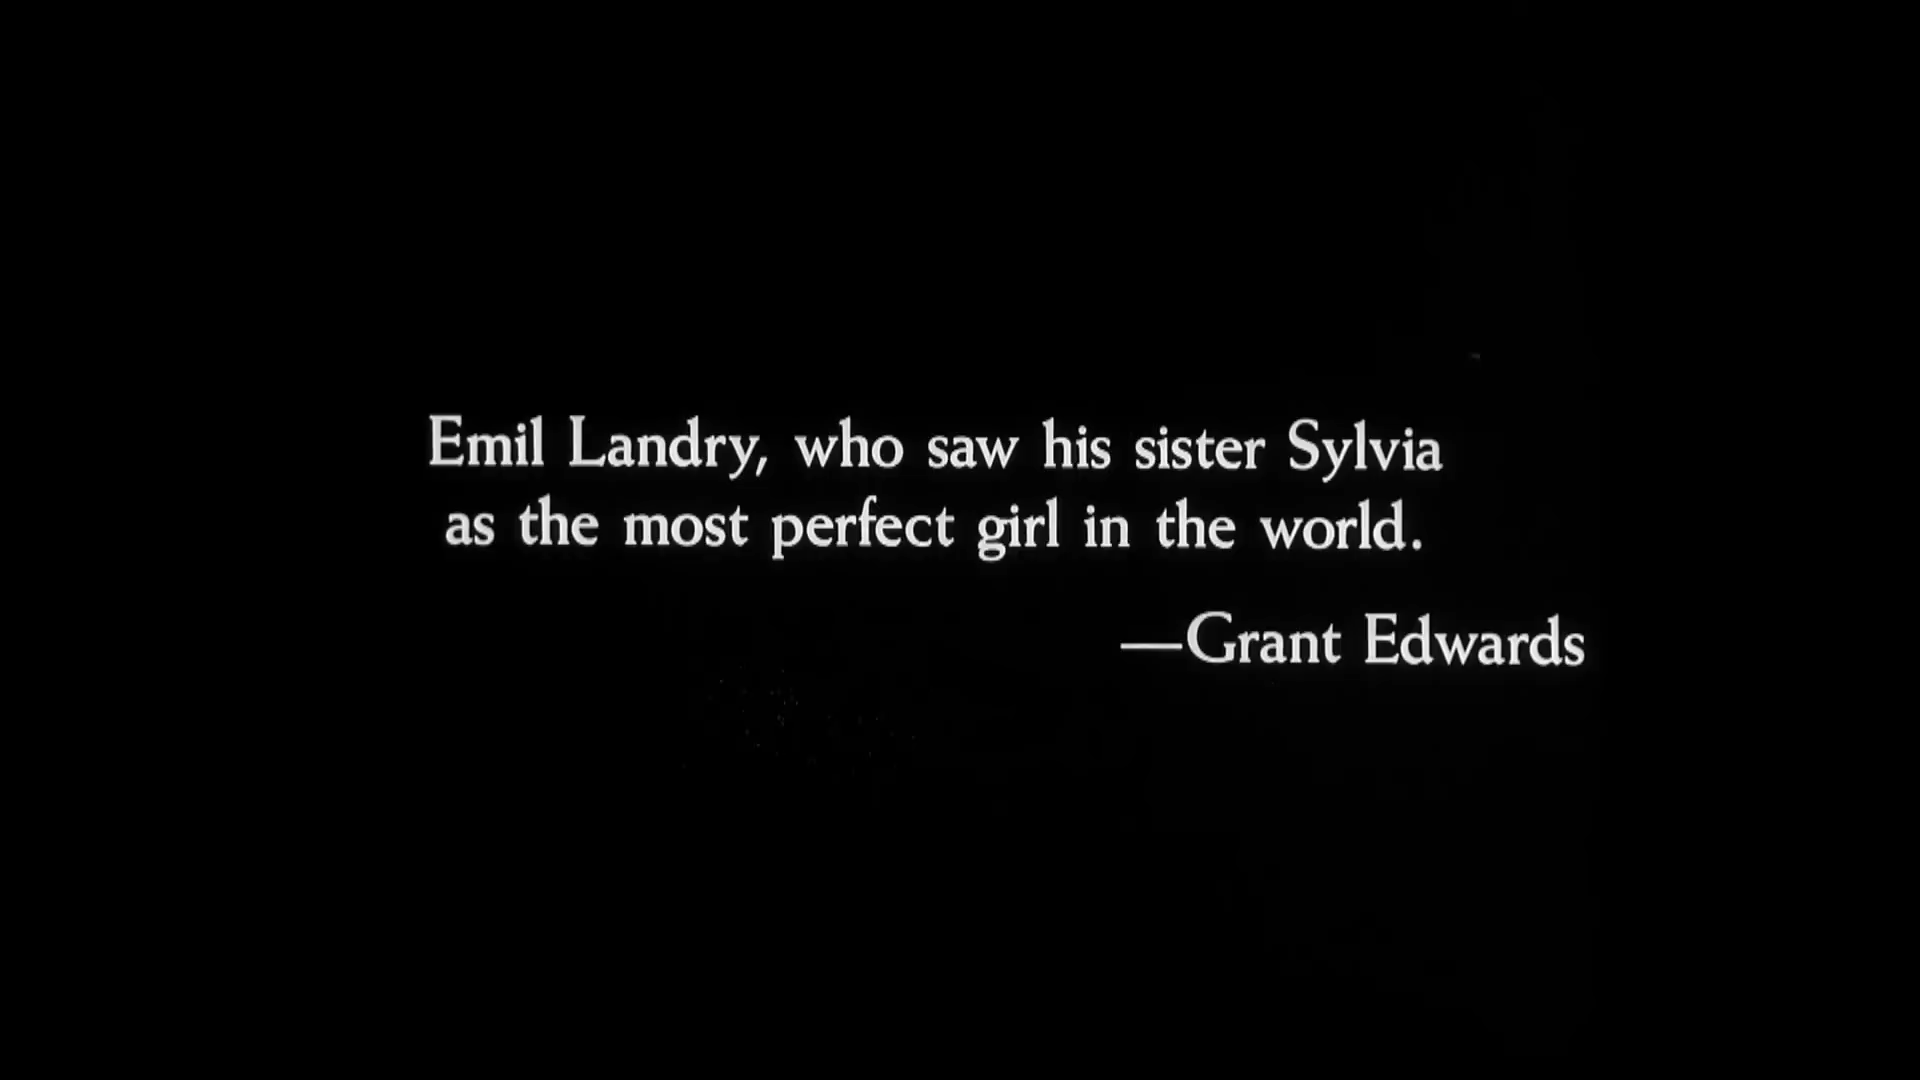 Emil Landry, who saw his sister Sylvia
as the most perfect girl in the world.
—Grant Edwards